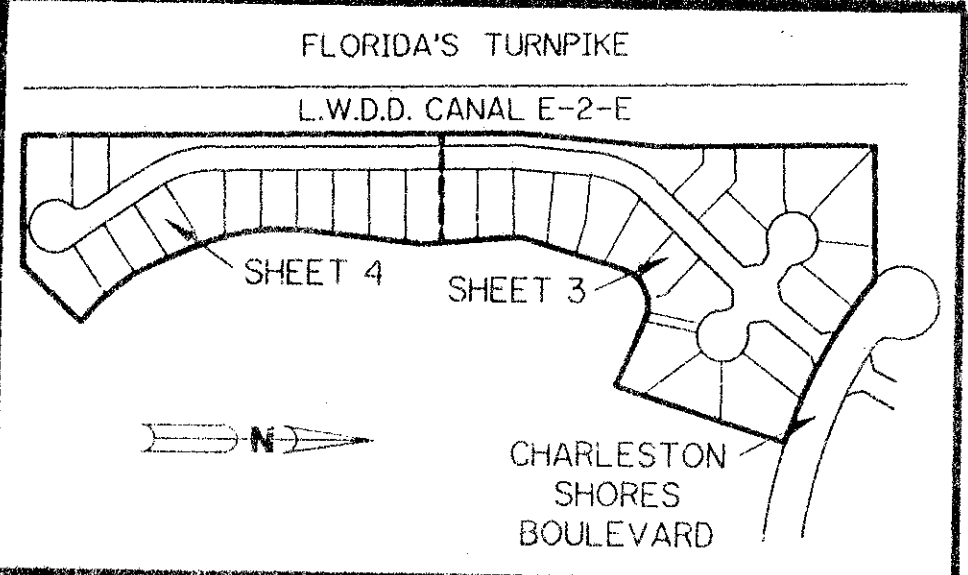 FLORIDA'S TURNPIKE
L.W.D.D. CANAL E-2-E
SHEET 4
SHEET 3
N
CHARLESTON
SHORES
BOULEVARD